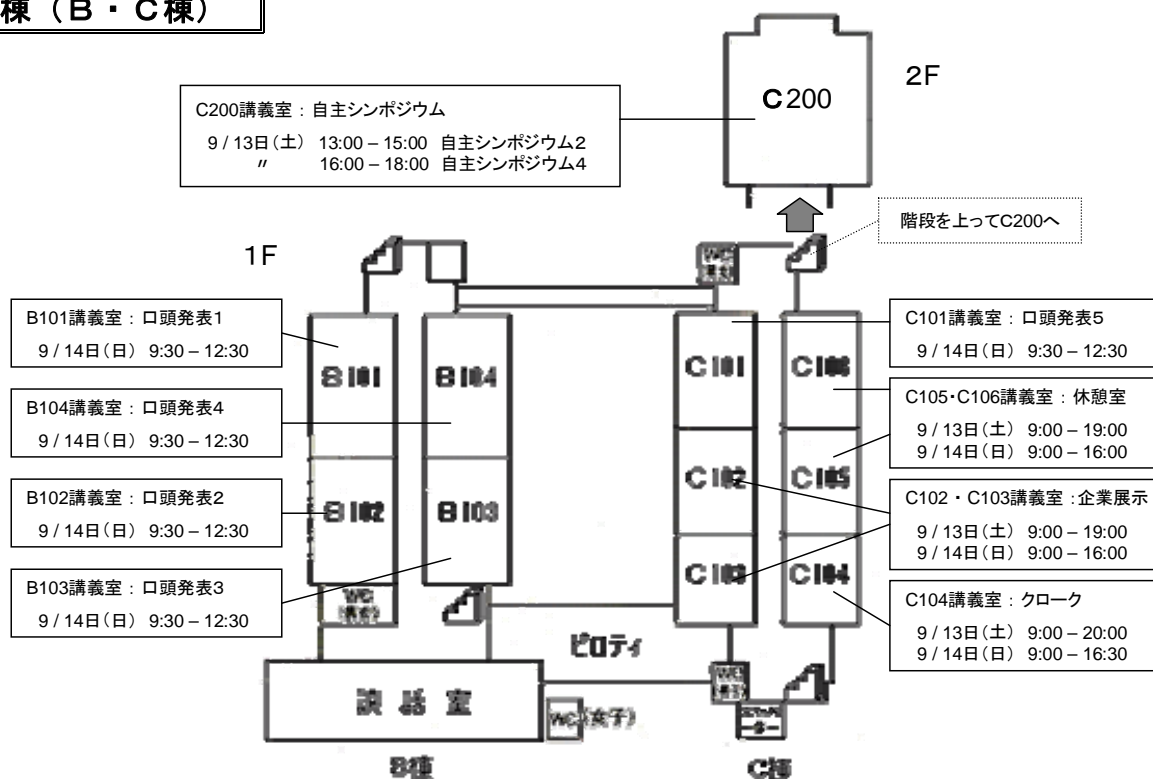 棟（B・C棟）
2F
C200
C200講義室：自主シンポジウム
9/13日（土） 13:00 – 15:00 自主シンポジウム2
〃 16:00 – 18:00 自主シンポジウム4
階段を上ってC200へ
1F
WC
B101講義室：口頭発表1
9/14日（日） 9:30 – 12:30
B104講義室：口頭発表4
9/14日（日） 9:30 – 12:30
B102講義室：口頭発表2
9/14日（日） 9:30 – 12:30
B103講義室：口頭発表3
9/14日（日） 9:30 – 12:30
B101
B104
B102
B103
C101
C106
C102
C105
C103
C104
C101講義室：口頭発表5
9/14日（日） 9:30 – 12:30
C105・C106講義室：休憩室
9/13日（土） 9:00 – 19:00
9/14日（日） 9:00 – 16:00
C102・C103講義室：企業展示
9/13日（土） 9:00 – 19:00
9/14日（日） 9:00 – 16:00
C104講義室：クローク
9/13日（土） 9:00 – 20:00
9/14日（日） 9:00 – 16:30
WC
ピロティ
談話室
WC（女子）
WC
B棟
C棟